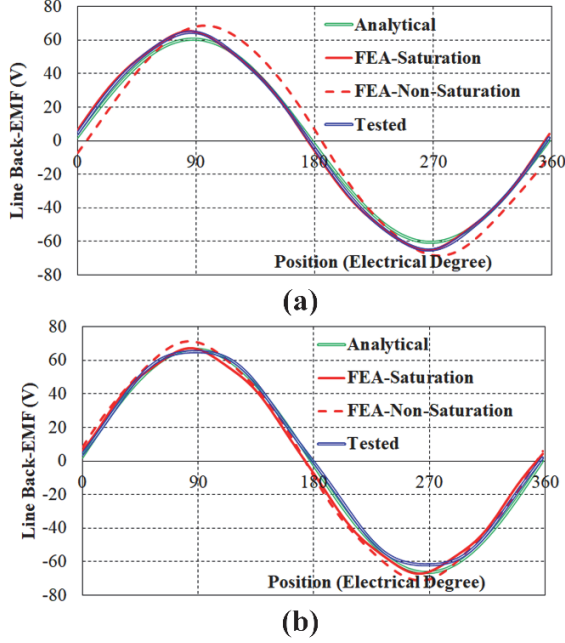 80
60
40
20
0
-20
-40
-60
-80
Line Back-EMF (V)
Analytical
FEA-Saturation
FEA-Non-Saturation
Tested
0 90 180 270 360
Position (Electrical Degree)
(a)
80
60
40
20
0
-20
-40
-60
-80
Line Back-EMF (V)
Analytical
FEA-Saturation
FEA-Non-Saturation
Tested
0 90 180 270 360
Position (Electrical Degree)
(b)